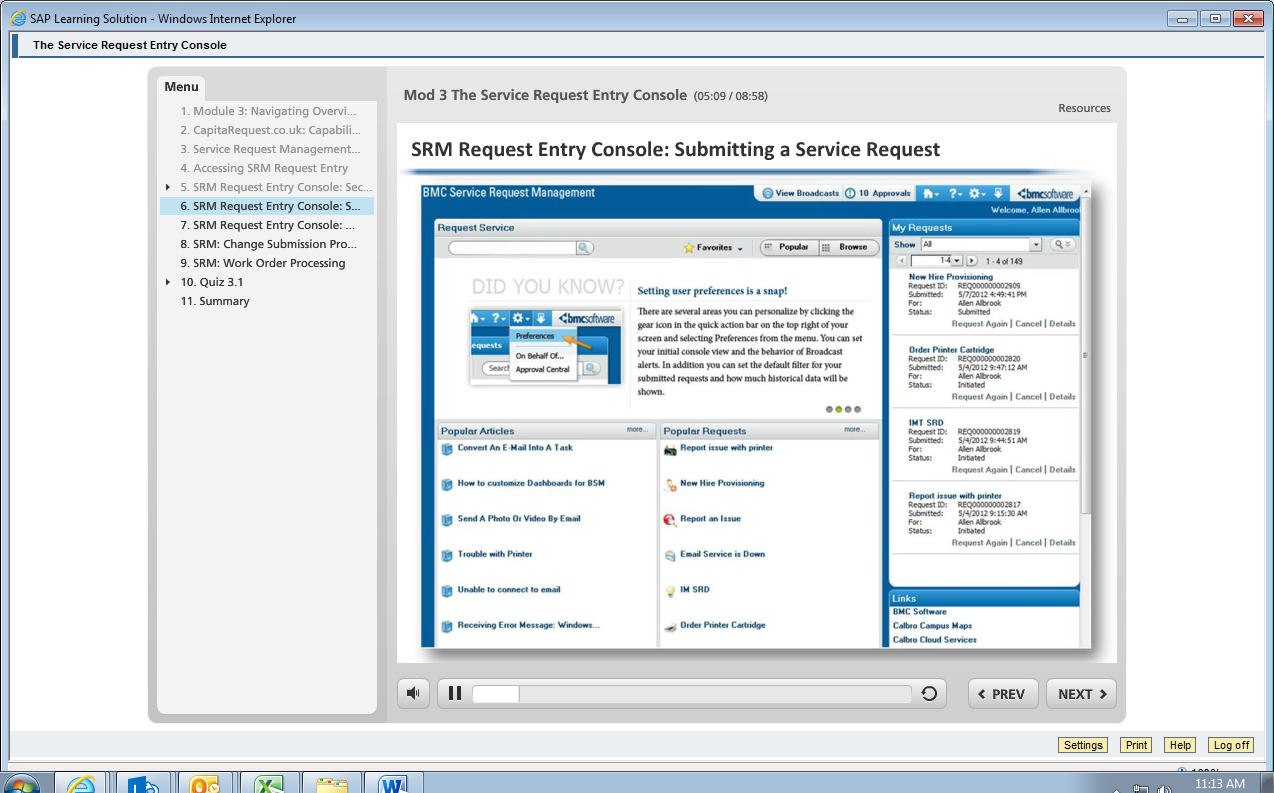 SAP Learning Solution - Windows Internet Explorer
The Service Request Entry Console
Menu
1. Module 3: Navigating Overvi...
2. CapitaRequest.co.uk: Capabili...
3. Service Request Management...
4. Accessing SRM Request Entry
5. SRM Request Entry Console: Sec...
6. SRM Request Entry Console: S...
7. SRM Request Entry Console: ...
8. SRM: Change Submission Pro...
9. SRM: Work Order Processing
10. Quiz 3.1
11. Summary
Mod 3 The Service Request Entry Console (05:09 / 08:58)
Resources
SRM Request Entry Console: Submitting a Service Request
BMC Service Request Management
View Broadcasts
10 Approvals
bmcsoftware
Welcome, Allen Allbroo
Request Service
Favorites
Popular
Browse
DID YOU KNOW?
bmcsoftware
Preferences
equests
On Behalf Of...
Searc
Approval Central
Setting user preferences is a snap!
There are several areas you can personalize by clicking the
gear icon in the quick action bar on the top right of your
screen and selecting Preferences from the menu. You can set
your initial console view and the behavior of Broadcast
alerts. In addition you can set the default filter for your
submitted requests and how much historical data will be
shown.
Popular Articles more...
Convert An E-Mail Into A Task
How to customize Dashboards for BSM
Send A Photo Or Video By Email
Trouble with Printer
Unable to connect to email
Receiving Error Message: Windows...
Popular Requests more...
Report issue with printer
New Hire Provisioning
Report an Issue
Email Service is Down
IM SRD
Order Printer Cartridge
My Requests
Show All
1-4 1 - 4 of 149
New Hire Provisioning
Request ID: REQ000000002909
Submitted: 5/7/2012 4:49:41 PM
For: Allen Allbrook
Status: Submitted
Request Again | Cancel | Details
Order Printer Cartridge
Request ID: REQ000000002820
Submitted: 5/4/2012 9:47:12 AM
For: Allen Allbrook
Status: Initiated
Request Again | Cancel | Details
IMT SRD
Request ID: REQ000000002819
Submitted: 5/4/2012 9:44:51 AM
For: Allen Allbrook
Status: Initiated
Request Again | Cancel | Details
Report issue with printer
Request ID: REQ000000002817
Submitted: 5/4/2012 9:15:30 AM
For: Allen Allbrook
Status: Initiated
Request Again | Cancel | Details
Links
BMC Software
Calbro Campus Maps
Calbro Cloud Services
PREV
NEXT
Settings
Print
Help
Log off
11:13 AM